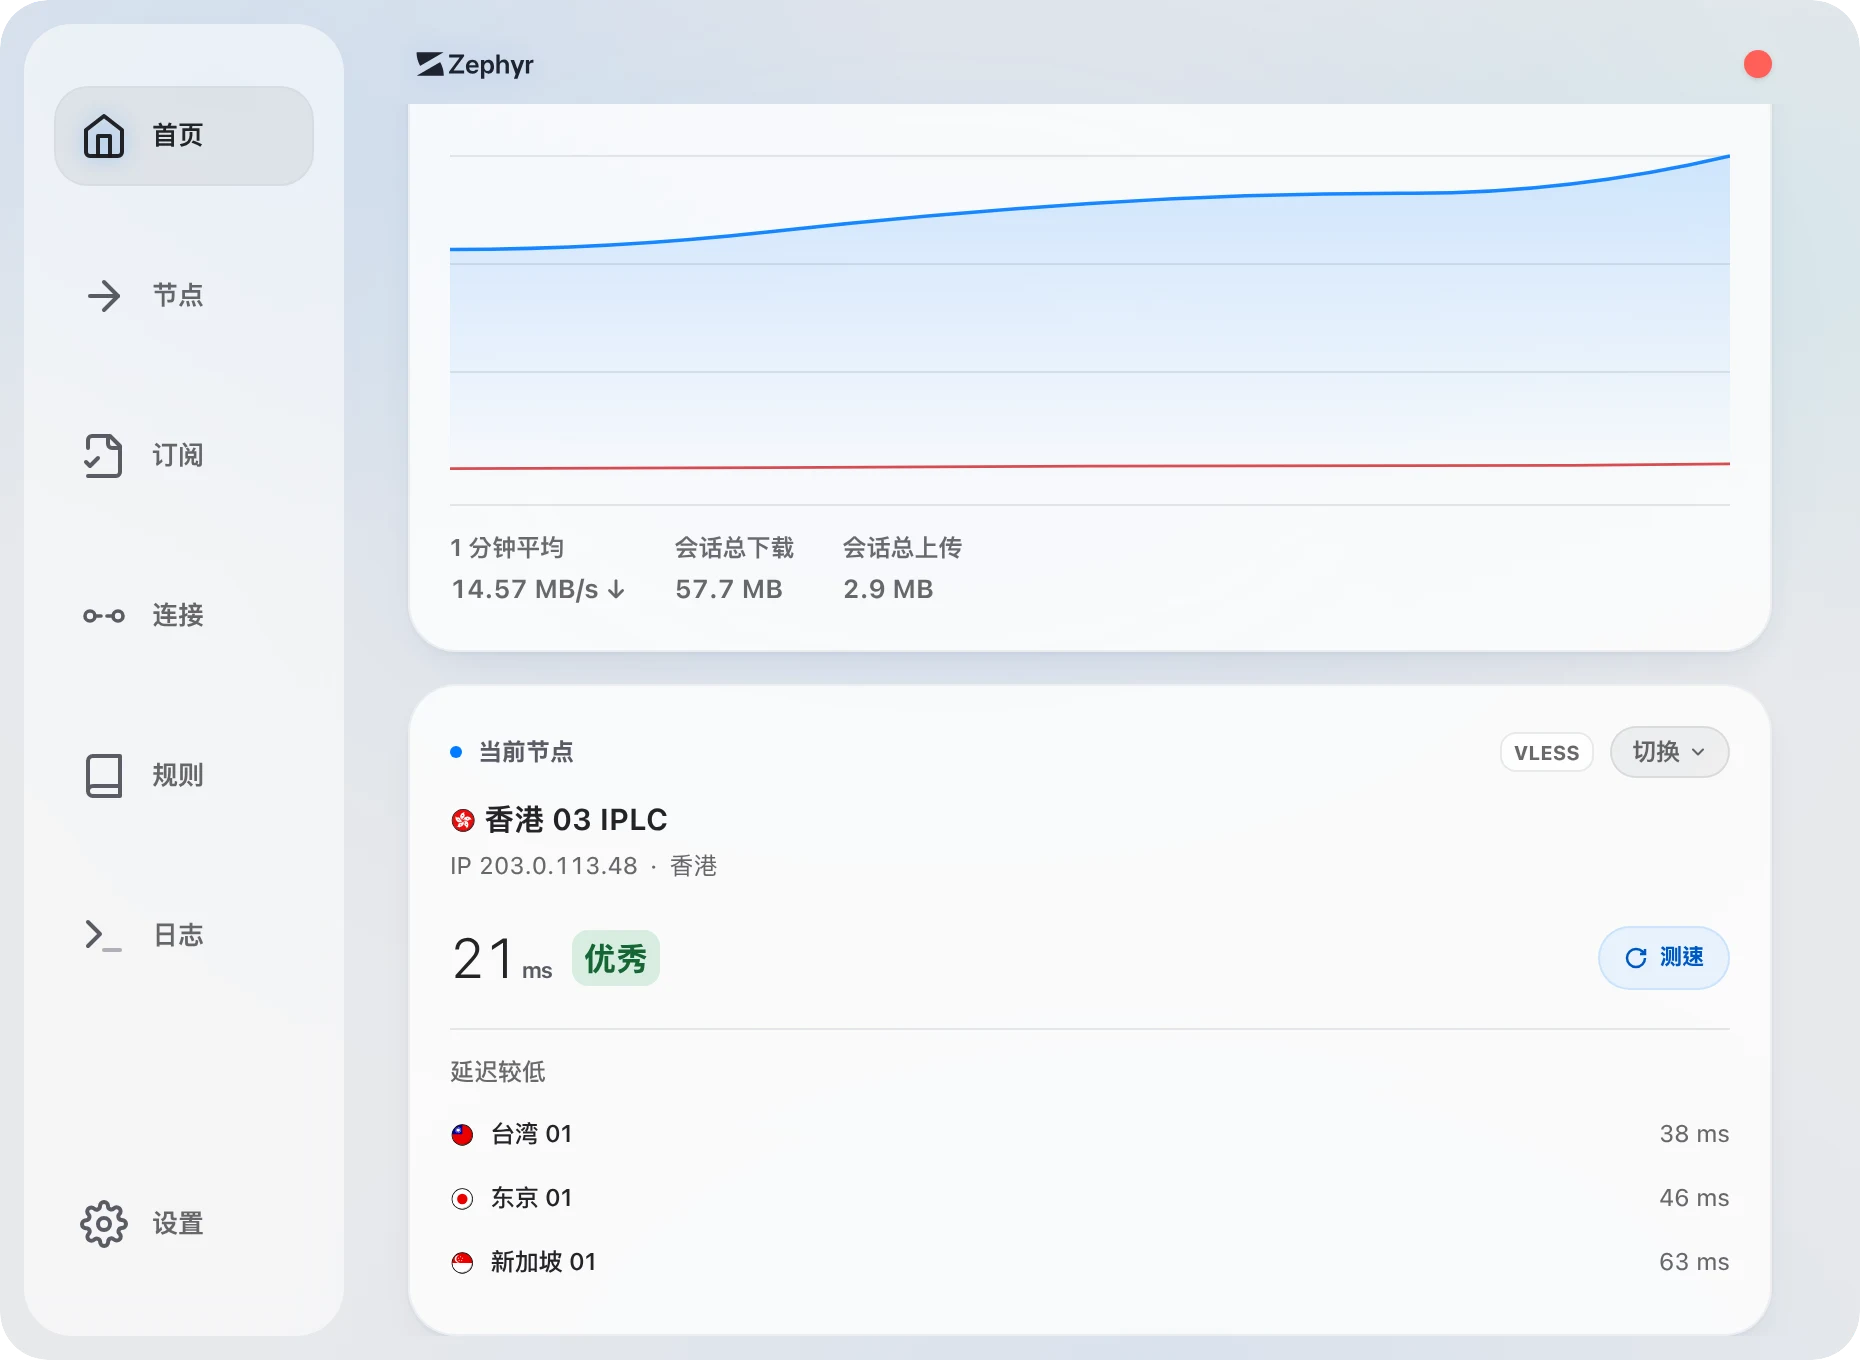 Zephyr
首页
节点
订阅
连接
规则
日志
设置
1 分钟平均
14.57 MB/s ↓
会话总下载
57.7 MB
会话总上传
2.9 MB
当前节点
VLESS
切换
香港 03 IPLC
IP 203.0.113.48 · 香港
21 ms
优秀
测速
延迟较低
台湾 01
38 ms
东京 01
46 ms
新加坡 01
63 ms